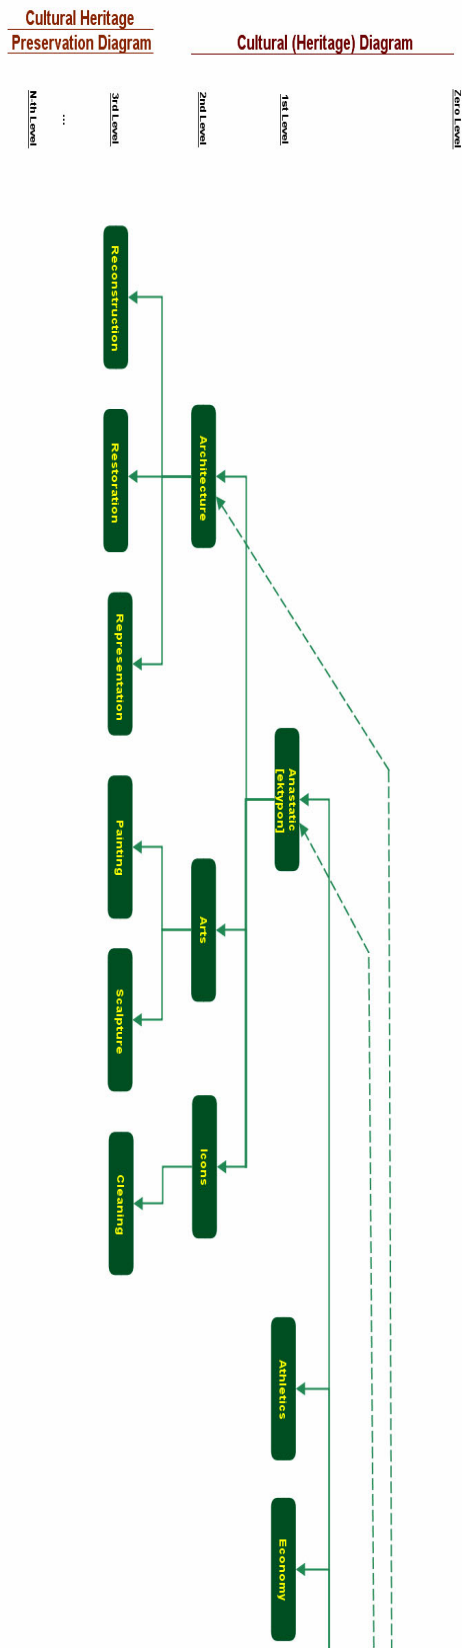 Cultural Heritage
Preservation Diagram
Cultural (Heritage) Diagram
N-th Level
...
3rd Level
2nd Level
1st Level
Zero Level
Reconstruction
Architecture
Restoration
Representation
Anastatic
[ektypon]
Painting
Arts
Scalpture
Icons
Cleaning
Athletics
Economy